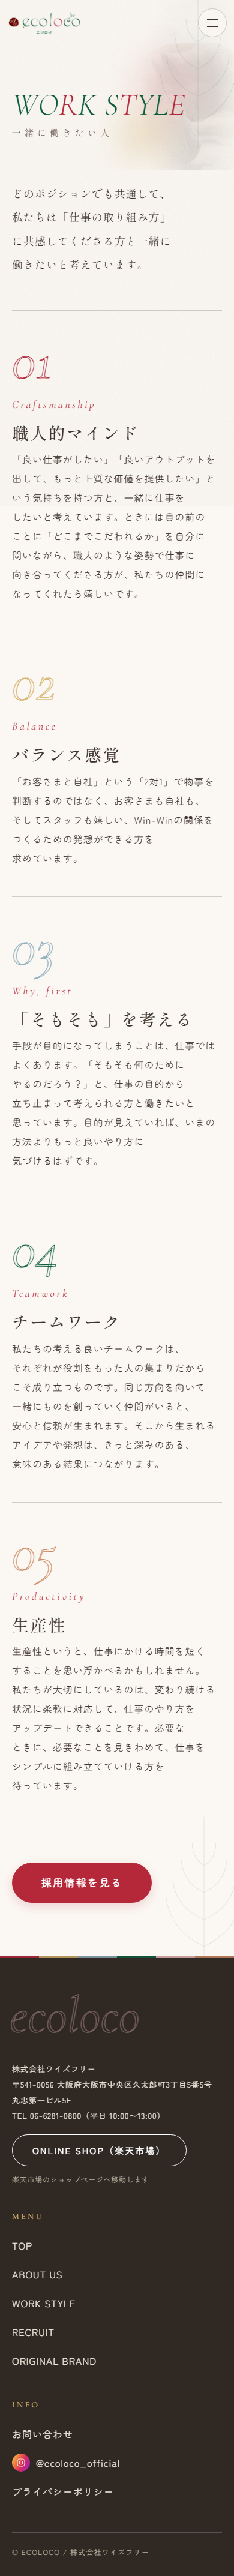 ecoloco
エコロコ
WORK STYLE
一緒に働きたい人
どのポジションでも共通して、
私たちは「仕事の取り組み方」
に共感してくださる方と一緒に
働きたいと考えています。
01
Craftsmanship
職人的マインド
「良い仕事がしたい」「良いアウトプットを
出して、もっと上質な価値を提供したい」と
いう気持ちを持つ方と、一緒に仕事を
したいと考えています。ときには目の前の
ことに「どこまでこだわれるか」を自分に
問いながら、職人のような姿勢で仕事に
向き合ってくださる方が、私たちの仲間に
なってくれたら嬉しいです。
02
Balance
バランス感覚
「お客さまと自社」という「2対1」で物事を
判断するのではなく、お客さまも自社も、
そしてスタッフも嬉しい、Win-Winの関係を
つくるための発想ができる方を
求めています。
03
Why, first
「そもそも」を考える
手段が目的になってしまうことは、仕事では
よくあります。「そもそも何のために
やるのだろう？」と、仕事の目的から
立ち止まって考えられる方と働きたいと
思っています。目的が見えていれば、いまの
方法よりもっと良いやり方に
気づけるはずです。
04
Teamwork
チームワーク
私たちの考える良いチームワークは、
それぞれが役割をもった人の集まりだから
こそ成り立つものです。同じ方向を向いて
一緒にものを創っていく仲間がいると、
安心と信頼が生まれます。そこから生まれる
アイデアや発想は、きっと深みのある、
意味のある結果につながります。
05
Productivity
生産性
生産性というと、仕事にかける時間を短く
することを思い浮かべるかもしれません。
私たちが大切にしているのは、変わり続ける
状況に柔軟に対応して、仕事のやり方を
アップデートできることです。必要な
ときに、必要なことを見きわめて、仕事を
シンプルに組み立てていける方を
待っています。
採用情報を見る
ecoloco
株式会社ワイズフリー
〒541-0056 大阪府大阪市中央区久太郎町3丁目5番5号
丸忠第一ビル5F
TEL 06-6281-0800（平日 10:00〜13:00）
ONLINE SHOP（楽天市場）
楽天市場のショップページへ移動します
MENU
TOP
ABOUT US
WORK STYLE
RECRUIT
ORIGINAL BRAND
INFO
お問い合わせ
@ecoloco_official
プライバシーポリシー
© ECOLOCO / 株式会社ワイズフリー